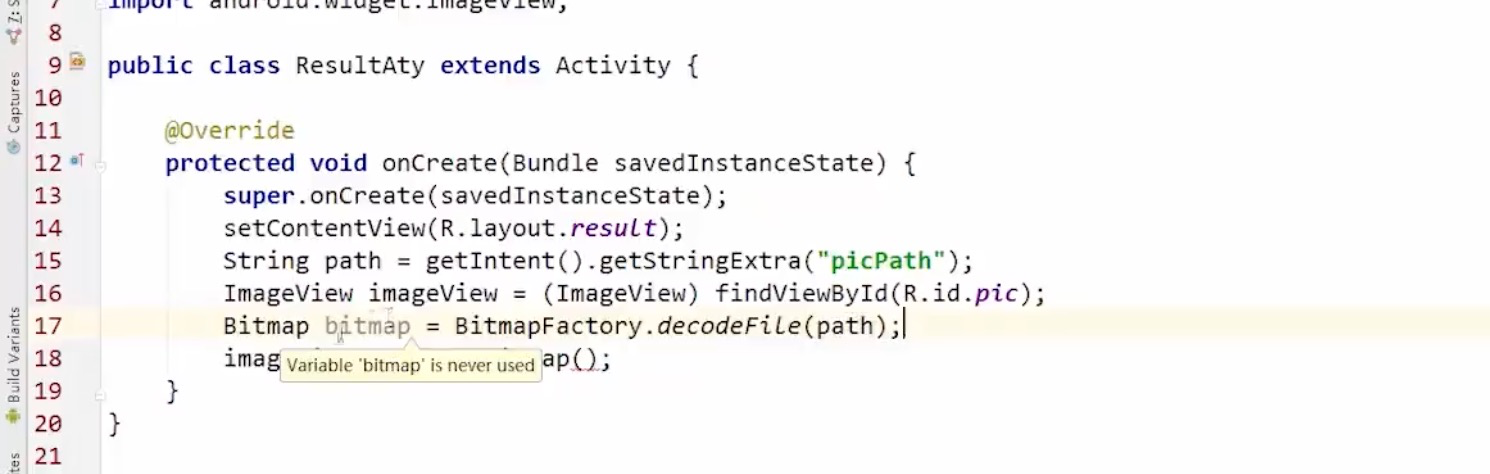 7 import android.widget.ImageView;
8
9 public class ResultAty extends Activity {
10
11 @Override
12 protected void onCreate(Bundle savedInstanceState) {
13 super.onCreate(savedInstanceState);
14 setContentView(R.layout.result);
15 String path = getIntent().getStringExtra("picPath");
16 ImageView imageView = (ImageView) findViewById(R.id.pic);
17 Bitmap bitmap = BitmapFactory.decodeFile(path);
18 imag ap();
Variable 'bitmap' is never used
19 }
20 }
21
Captures
Build Variants